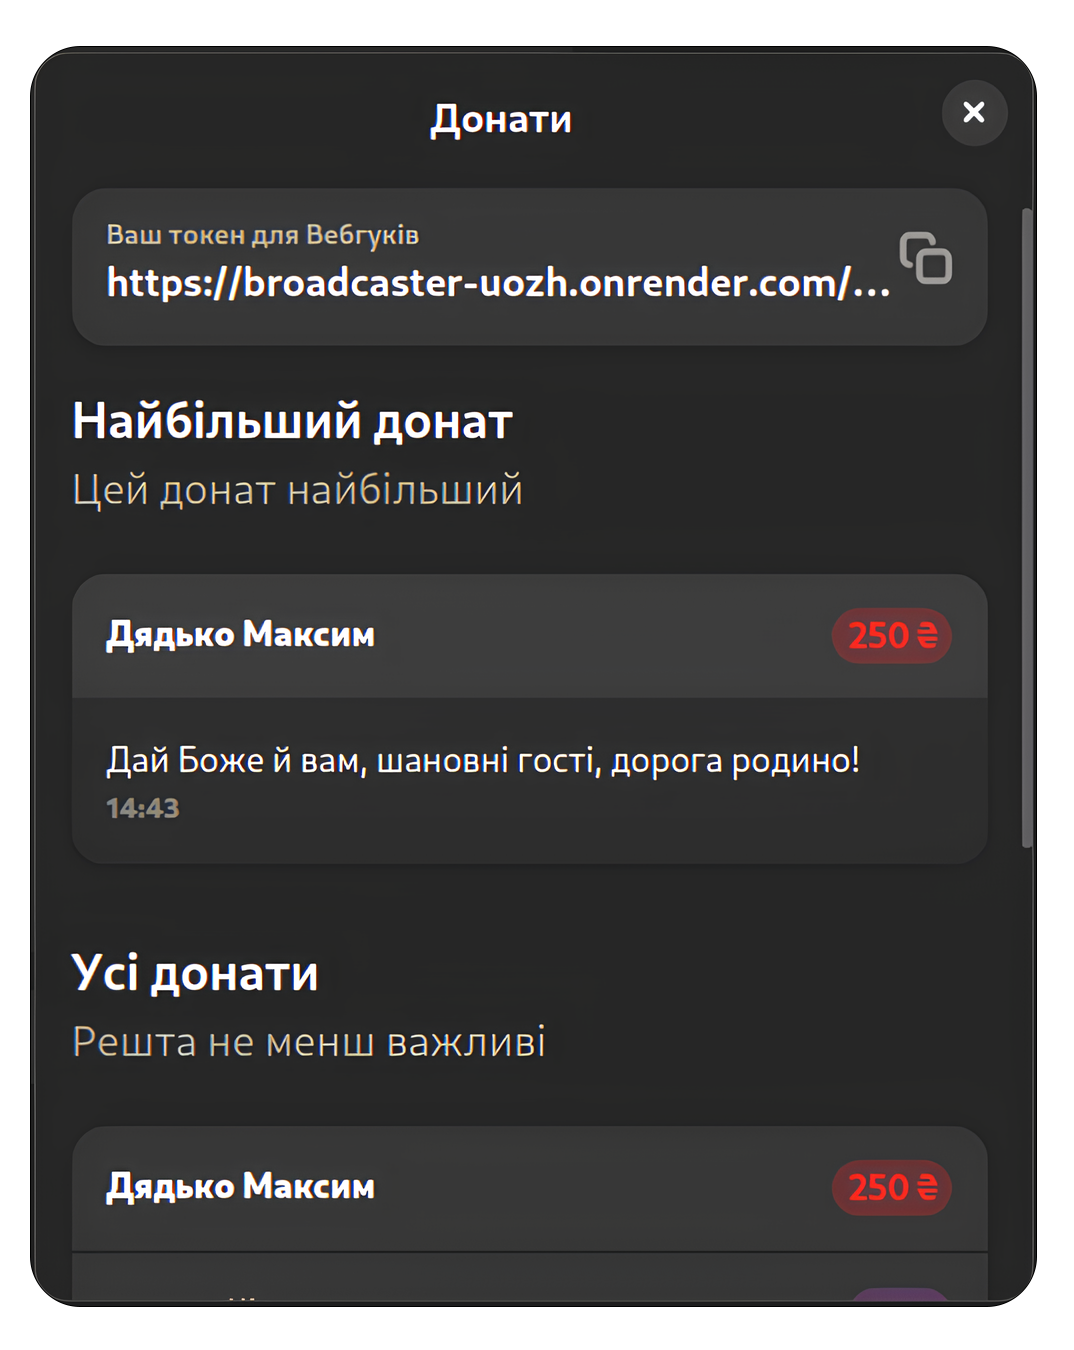 Донати
Ваш токен для Вебгуків
https://broadcaster-uozh.onrender.com/...
Найбільший донат
Цей донат найбільший
Дядько Максим
250 ₴
Дай Боже й вам, шановні гості, дорога родино!
14:43
Усі донати
Решта не менш важливі
Дядько Максим
250 ₴